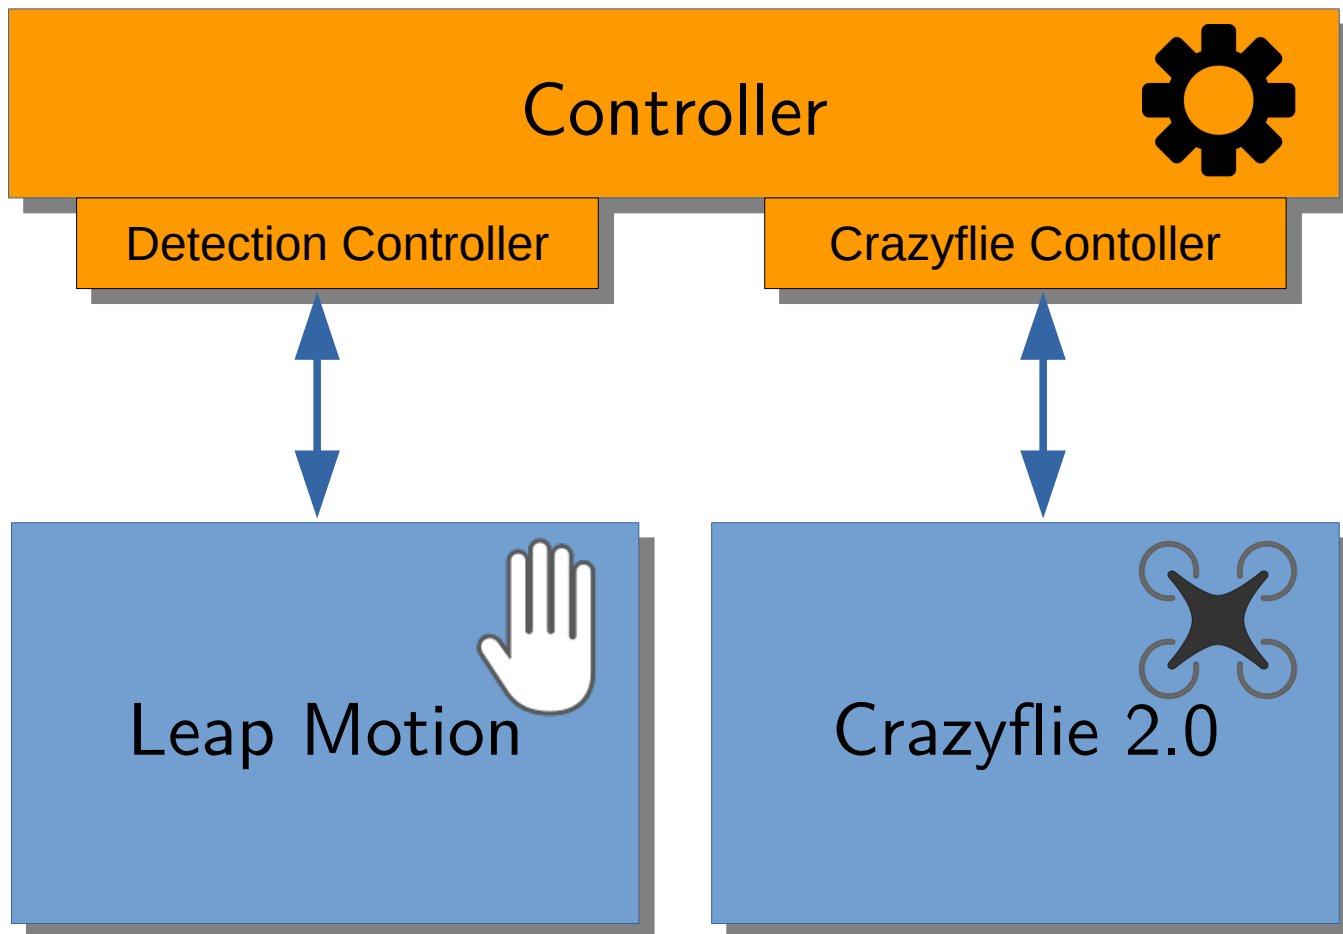 Controller
Detection Controller
Crazyflie Contoller
Leap Motion
Crazyflie 2.0